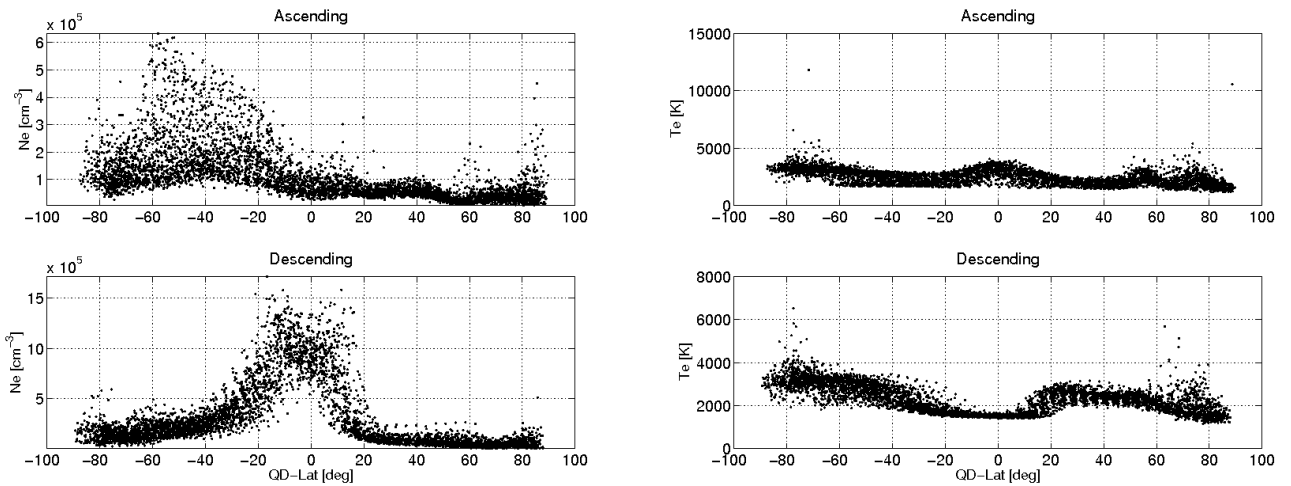 Ascending
x 10^5
Ne [cm^−3]
6
5
4
3
2
1
−100 −80 −60 −40 −20 0 20 40 60 80 100
Ascending
Te [K]
15000
10000
5000
0
−100 −80 −60 −40 −20 0 20 40 60 80 100
Descending
x 10^5
Ne [cm^−3]
15
10
5
−100 −80 −60 −40 −20 0 20 40 60 80 100
QD−Lat [deg]
Descending
Te [K]
8000
6000
4000
2000
0
−100 −80 −60 −40 −20 0 20 40 60 80 100
QD−Lat [deg]